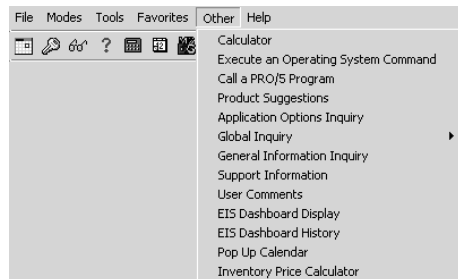 File Modes Tools Favorites Other Help
Calculator
Execute an Operating System Command
Call a PRO/5 Program
Product Suggestions
Application Options Inquiry
Global Inquiry
General Information Inquiry
Support Information
User Comments
EIS Dashboard Display
EIS Dashboard History
Pop Up Calendar
Inventory Price Calculator